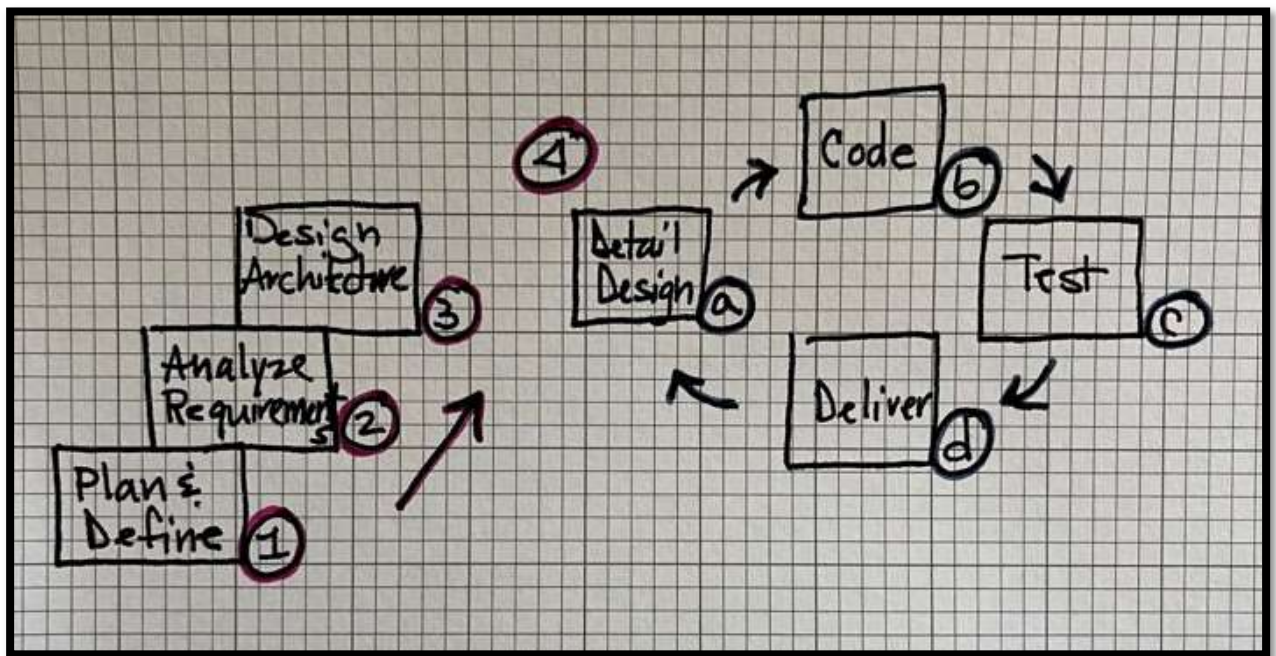 4
Code
b
Design
Architecture
3
Detail
Design
a
Test
c
Analyze
Requirements
2
Deliver
d
Plan &
Define
1